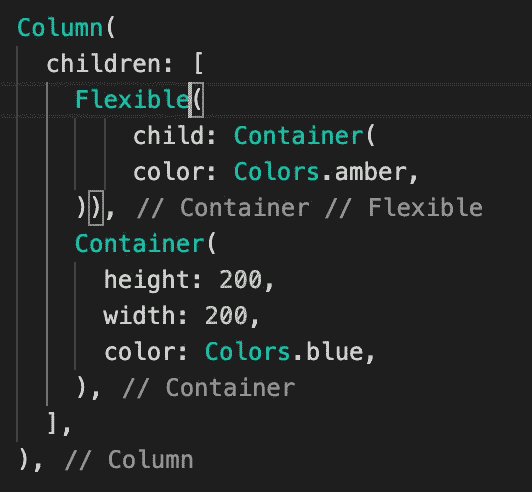 Column(
  children: [
    Flexible(
        child: Container(
        color: Colors.amber,
    )), // Container // Flexible
    Container(
      height: 200,
      width: 200,
      color: Colors.blue,
    ), // Container
  ],
), // Column